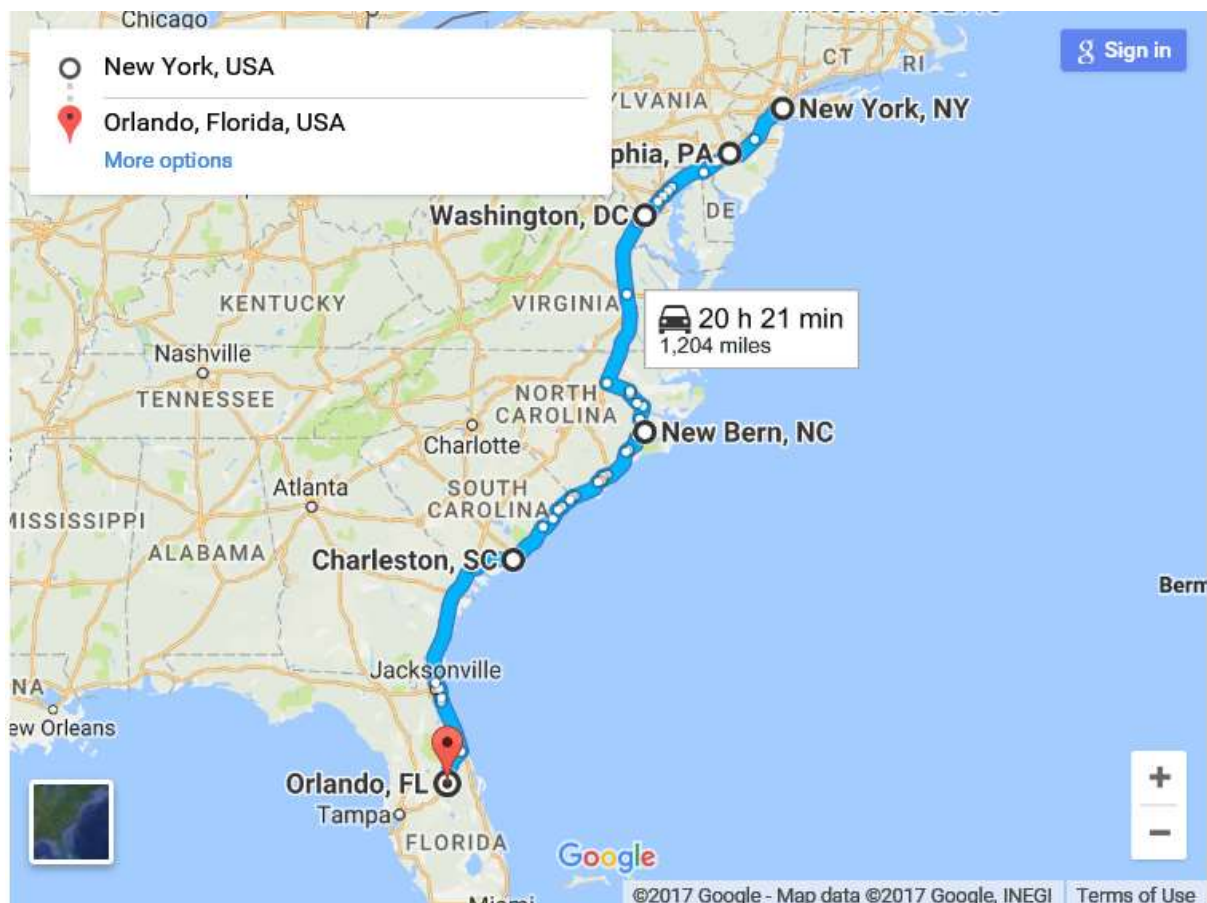 Chicago
New York, USA
Orlando, Florida, USA
More options
Sign in
CT
RI
YLVANIA
New York, NY
phia, PA
Washington, DC
DE
KENTUCKY
VIRGINIA
20 h 21 min
1,204 miles
Nashville
TENNESSEE
NORTH
CAROLINA
Charlotte
New Bern, NC
Atlanta
SOUTH
CAROLINA
MISSISSIPPI
ALABAMA
Charleston, SC
Berm
Jacksonville
NA
ew Orleans
Orlando, FL
Tampa
FLORIDA
Google
Miami
©2017 Google - Map data ©2017 Google, INEGI
Terms of Use